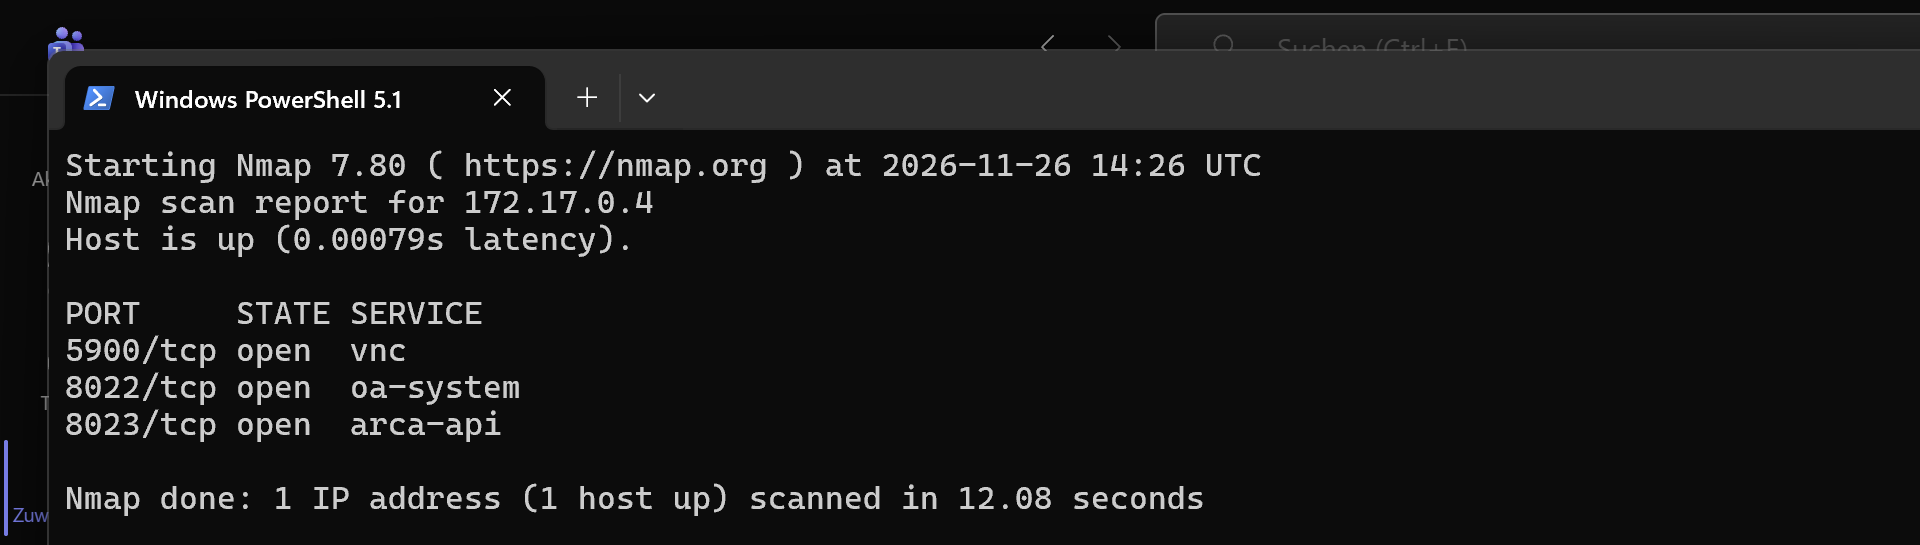 Suchen (Ctrl+E)
Windows PowerShell 5.1
Starting Nmap 7.80 ( https://nmap.org ) at 2026-11-26 14:26 UTC
Nmap scan report for 172.17.0.4
Host is up (0.00079s latency).
PORT     STATE SERVICE
5900/tcp open  vnc
8022/tcp open  oa-system
8023/tcp open  arca-api
Nmap done: 1 IP address (1 host up) scanned in 12.08 seconds